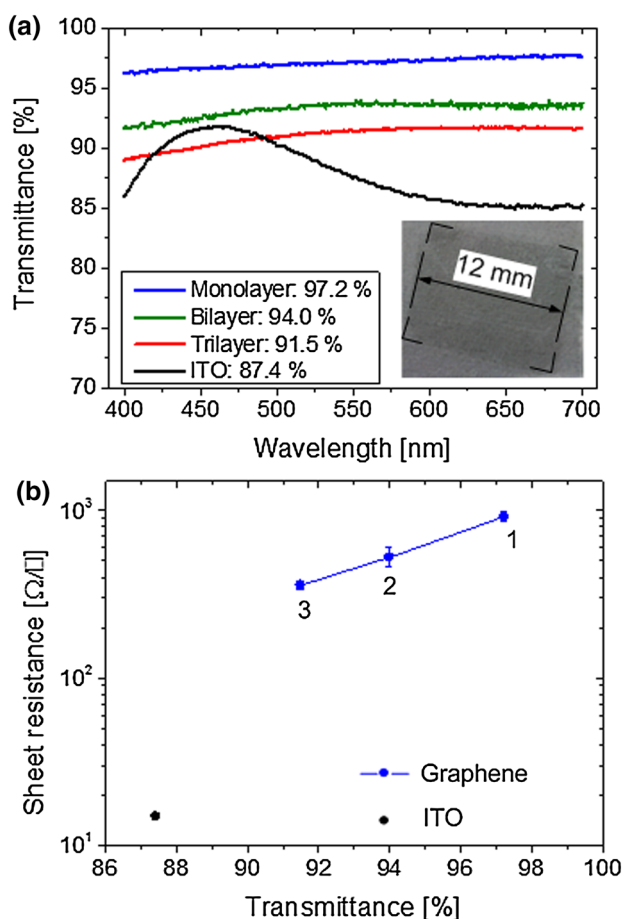 (a)
Transmittance [%]
100
95
90
85
80
75
70
12 mm
Monolayer: 97.2 %
Bilayer: 94.0 %
Trilayer: 91.5 %
ITO: 87.4 %
400 450 500 550 600 650 700
Wavelength [nm]
(b)
Sheet resistance [Ω/□]
10³
10²
10¹
1
2
3
Graphene
ITO
86 88 90 92 94 96 98 100
Transmittance [%]